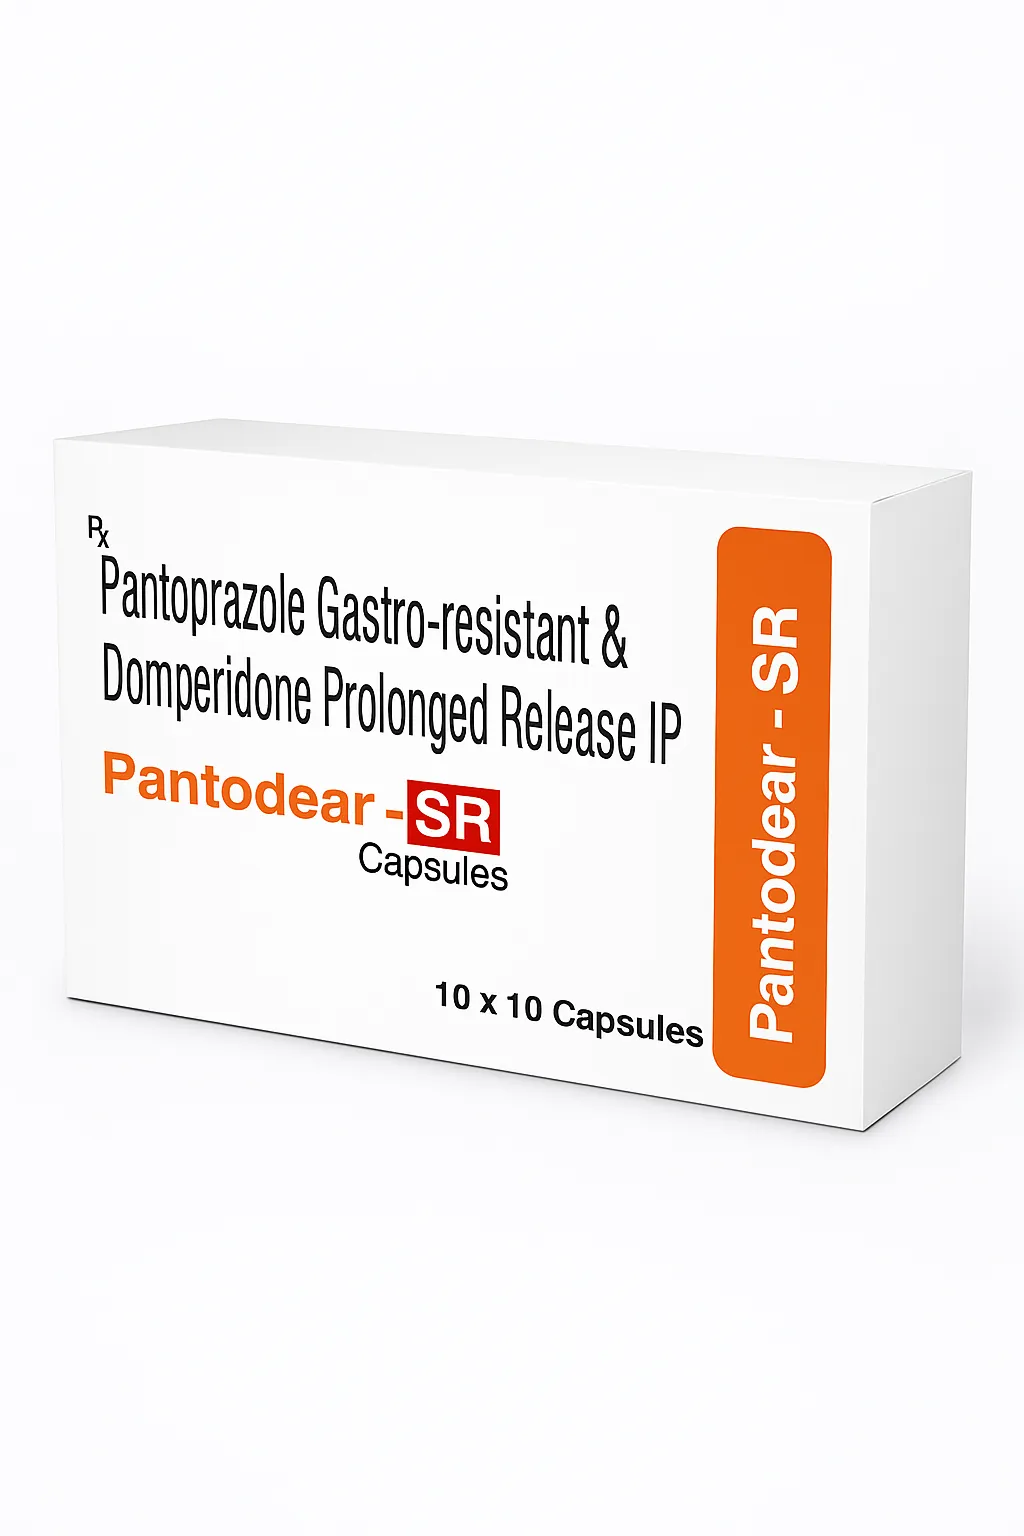 Rx
Pantoprazole Gastro-resistant &
Domperidone Prolonged Release IP
Pantodear -SR
Capsules
10 x 10 Capsules
Pantodear - SR